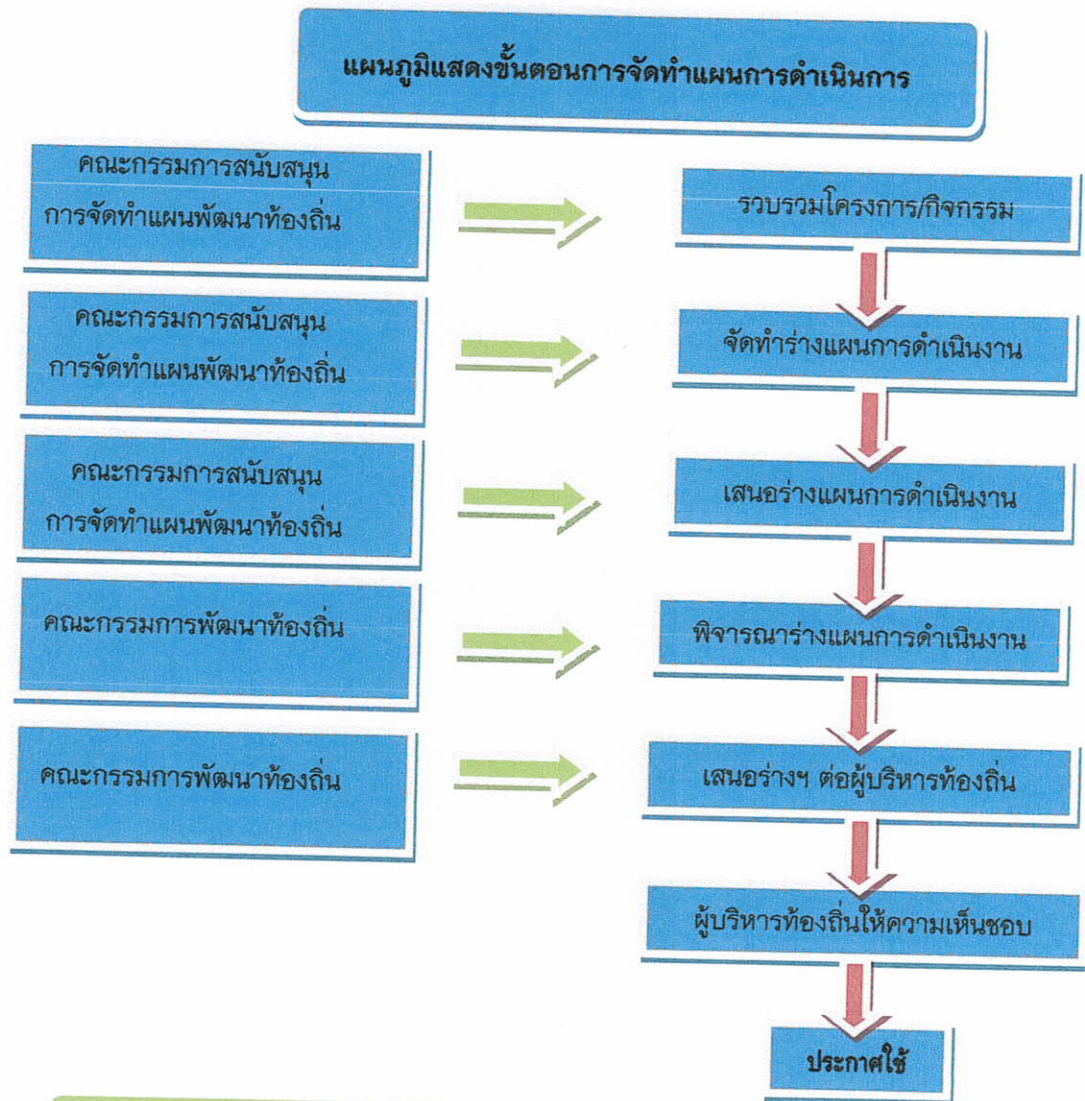 แผนภูมิแสดงขั้นตอนการจัดทำแผนการดำเนินการ
คณะกรรมการสนับสนุน
การจัดทำแผนพัฒนาท้องถิ่น
รวบรวมโครงการ/กิจกรรม
คณะกรรมการสนับสนุน
การจัดทำแผนพัฒนาท้องถิ่น
จัดทำร่างแผนการดำเนินงาน
คณะกรรมการสนับสนุน
การจัดทำแผนพัฒนาท้องถิ่น
เสนอร่างแผนการดำเนินงาน
คณะกรรมการพัฒนาท้องถิ่น
พิจารณาร่างแผนการดำเนินงาน
คณะกรรมการพัฒนาท้องถิ่น
เสนอร่างฯ ต่อผู้บริหารท้องถิ่น
ผู้บริหารท้องถิ่นให้ความเห็นชอบ
ประกาศใช้